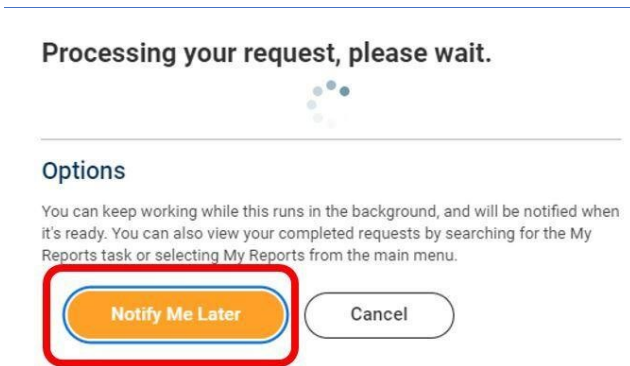 Processing your request, please wait.
Options
You can keep working while this runs in the background, and will be notified when
it's ready. You can also view your completed requests by searching for the My
Reports task or selecting My Reports from the main menu.
Notify Me Later
Cancel